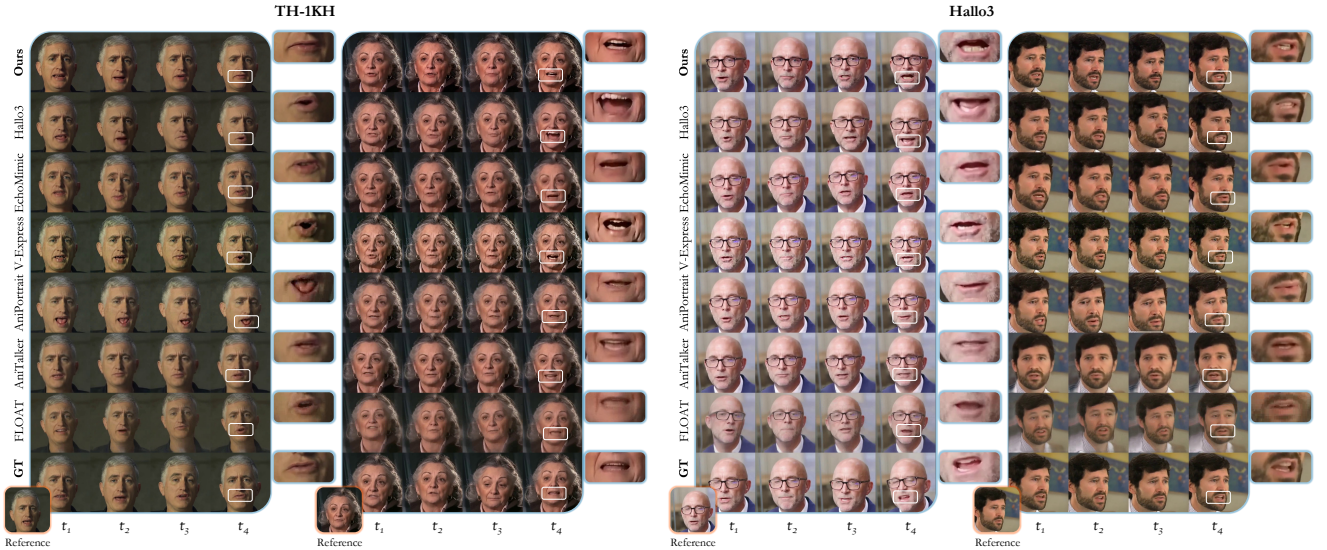 TH-1KH
Hallo3
Ours
Hallo3
EchoMimic
V-Express
AniPortrait
AniTalker
FLOAT
GT
Ours
Hallo3
EchoMimic
V-Express
AniPortrait
AniTalker
FLOAT
GT
t₁ t₂ t₃ t₄ t₁ t₂ t₃ t₄ t₁ t₂ t₃ t₄ t₁ t₂ t₃ t₄
Reference Reference Reference Reference